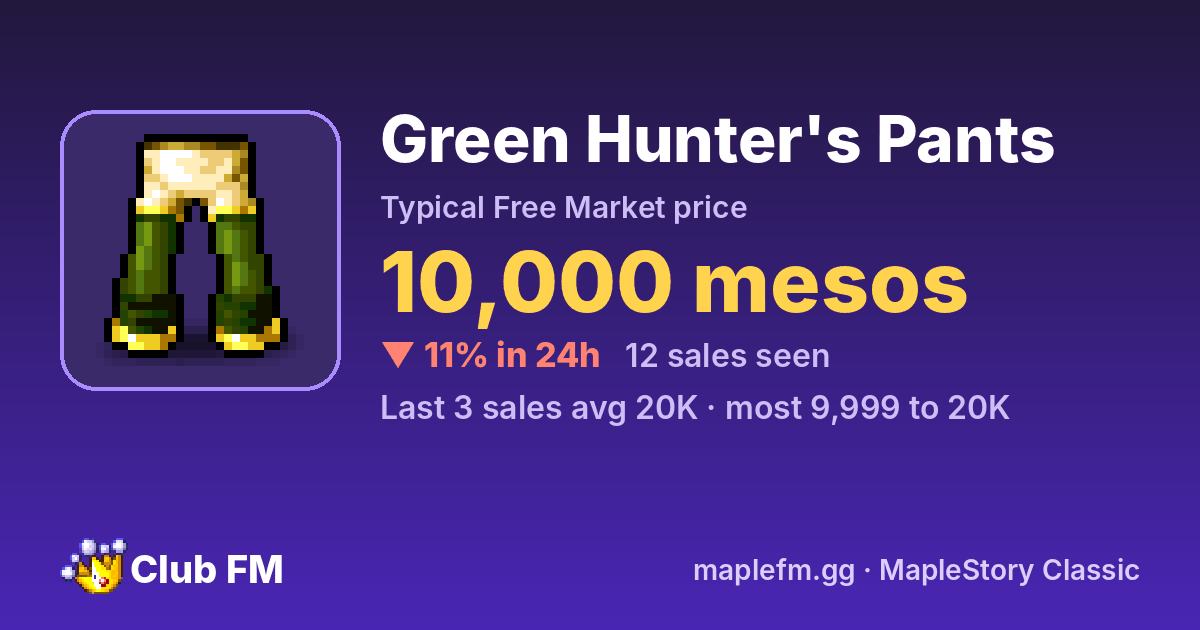 Green Hunter's Pants
Typical Free Market price
10,000 mesos
▼ 11% in 24h 12 sales seen
Last 3 sales avg 20K · most 9,999 to 20K
Club FM
maplefm.gg · MapleStory Classic